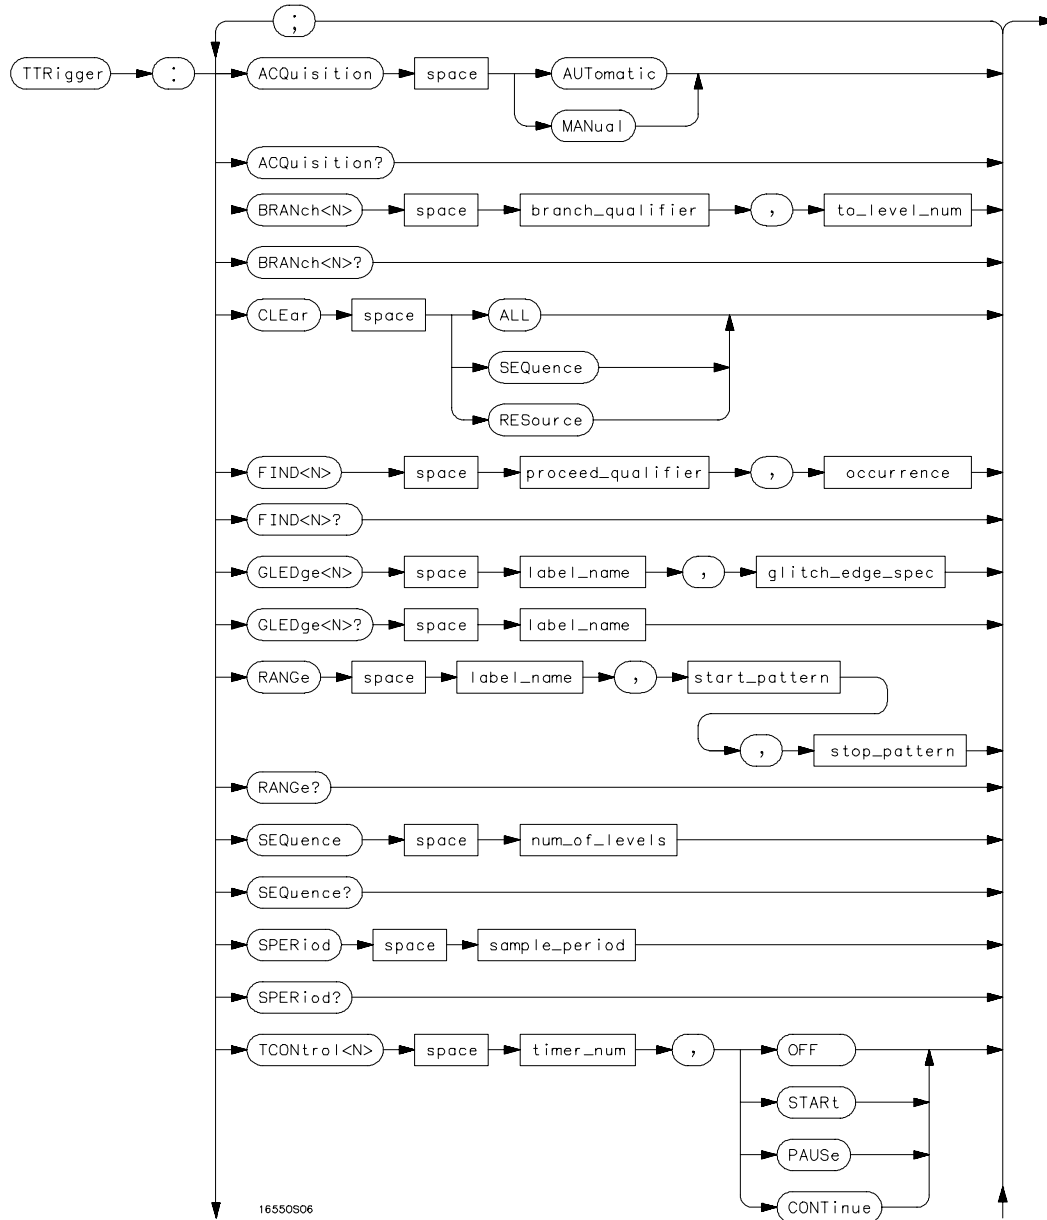 ;
TTRigger : ACQuisition space AUTomatic
MANual
ACQuisition?
BRANch<N> space branch_qualifier , to_level_num
BRANch<N>?
CLEar space ALL
SEQuence
RESource
FIND<N> space proceed_qualifier , occurrence
FIND<N>?
GLEDge<N> space label_name , glitch_edge_spec
GLEDge<N>? space label_name
RANGe space label_name , start_pattern
, stop_pattern
RANGe?
SEQuence space num_of_levels
SEQuence?
SPERiod space sample_period
SPERiod?
TCONtrol<N> space timer_num , OFF
STARt
PAUSe
CONTinue
16550S06